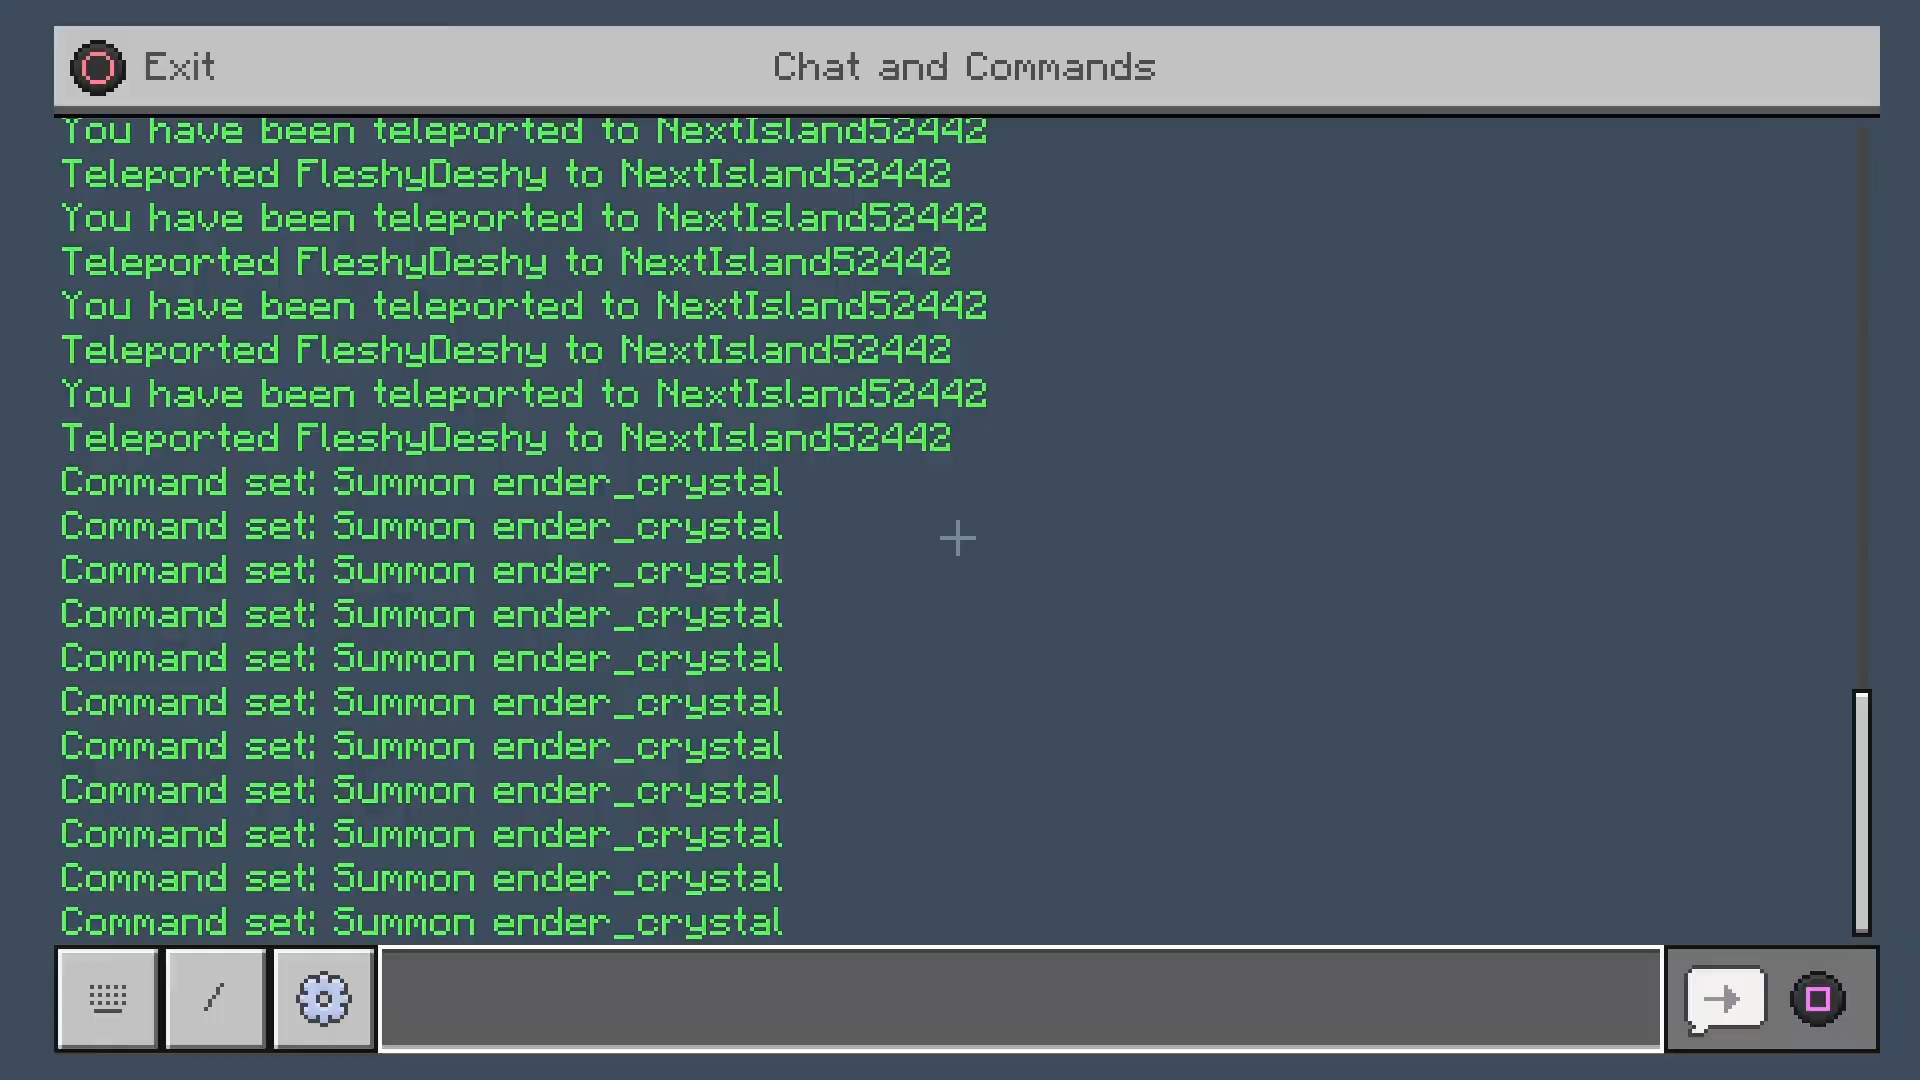 Exit
Chat and Commands
You have been teleported to NextIsland52442
Teleported FleshyDeshy to NextIsland52442
You have been teleported to NextIsland52442
Teleported FleshyDeshy to NextIsland52442
You have been teleported to NextIsland52442
Teleported FleshyDeshy to NextIsland52442
You have been teleported to NextIsland52442
Teleported FleshyDeshy to NextIsland52442
Command set: Summon ender_crystal
Command set: Summon ender_crystal
Command set: Summon ender_crystal
Command set: Summon ender_crystal
Command set: Summon ender_crystal
Command set: Summon ender_crystal
Command set: Summon ender_crystal
Command set: Summon ender_crystal
Command set: Summon ender_crystal
Command set: Summon ender_crystal
Command set: Summon ender_crystal
/